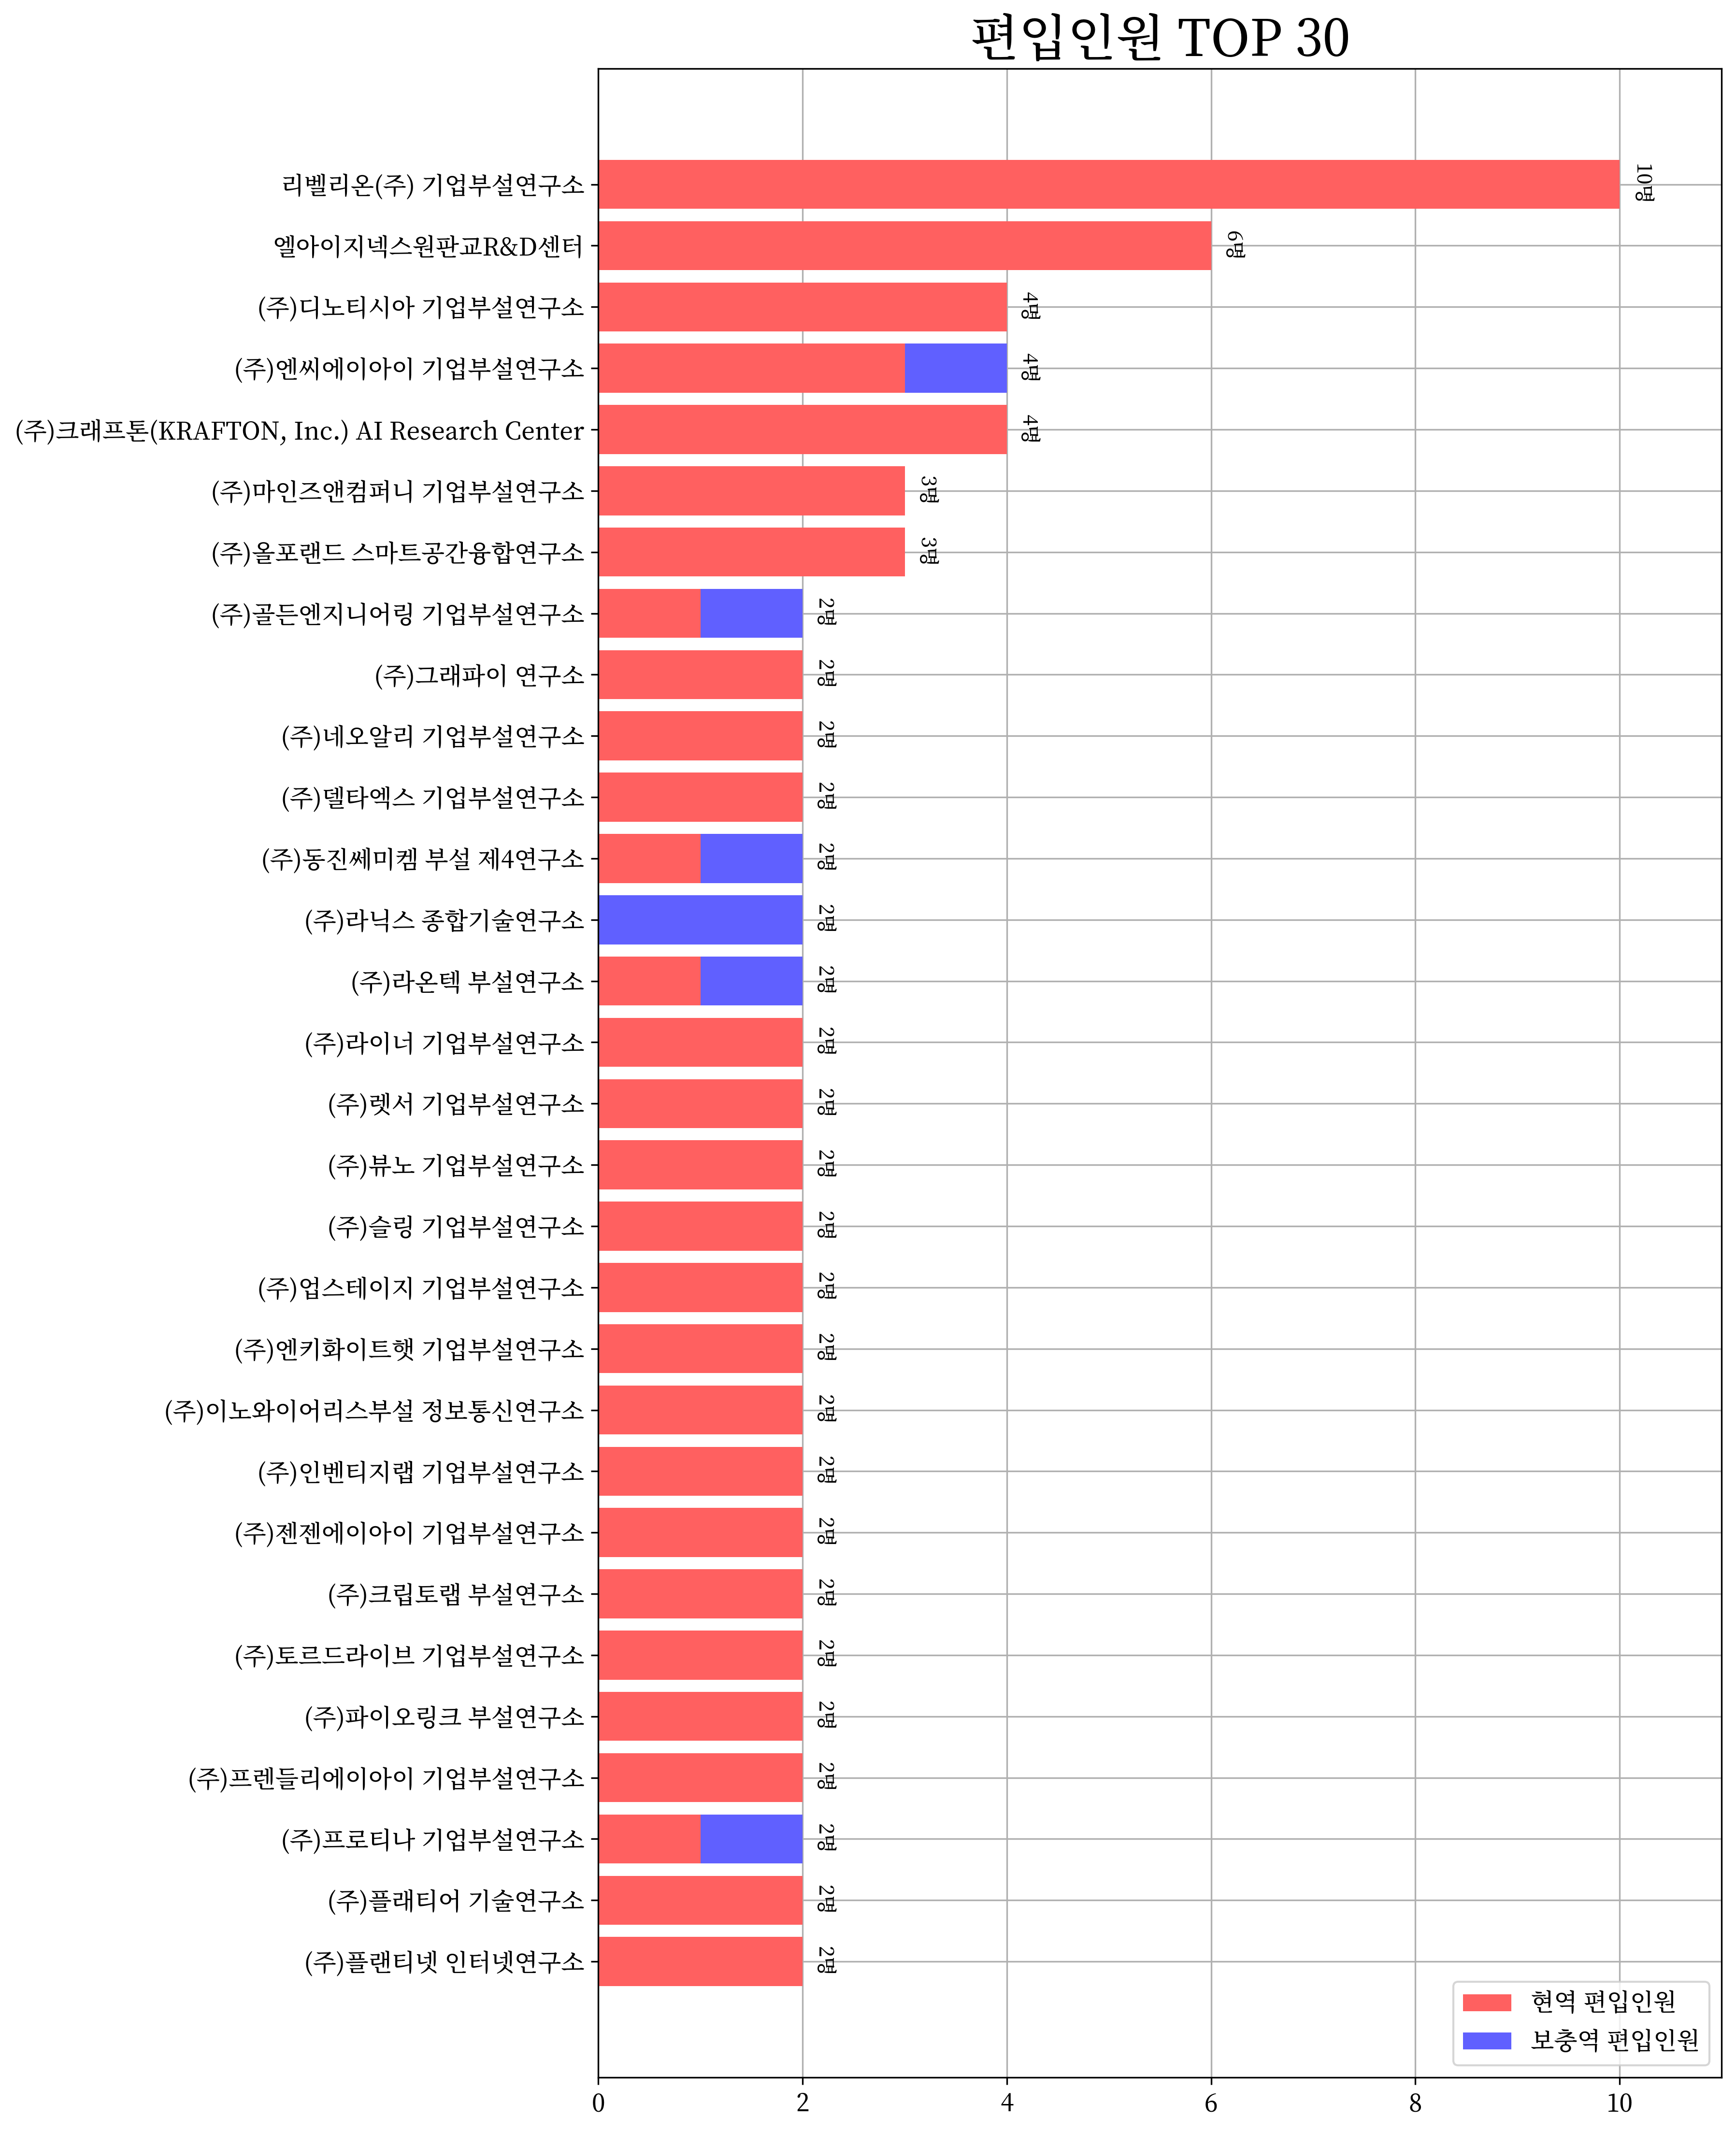 편입인원 TOP 30
리벨리온(주) 기업부설연구소
10명
엘아이지넥스원판교R&D센터
6명
(주)디노티시아 기업부설연구소
4명
(주)엔씨에이아이 기업부설연구소
4명
(주)크래프톤(KRAFTON, Inc.) AI Research Center
4명
(주)마인즈앤컴퍼니 기업부설연구소
3명
(주)올포랜드 스마트공간융합연구소
3명
(주)골든엔지니어링 기업부설연구소
2명
(주)그래파이 연구소
2명
(주)네오알리 기업부설연구소
2명
(주)델타엑스 기업부설연구소
2명
(주)동진쎄미켐 부설 제4연구소
2명
(주)라닉스 종합기술연구소
2명
(주)라온텍 부설연구소
2명
(주)라이너 기업부설연구소
2명
(주)렛서 기업부설연구소
2명
(주)뷰노 기업부설연구소
2명
(주)슬링 기업부설연구소
2명
(주)업스테이지 기업부설연구소
2명
(주)엔키화이트햇 기업부설연구소
2명
(주)이노와이어리스부설 정보통신연구소
2명
(주)인벤티지랩 기업부설연구소
2명
(주)젠젠에이아이 기업부설연구소
2명
(주)크립토랩 부설연구소
2명
(주)토르드라이브 기업부설연구소
2명
(주)파이오링크 부설연구소
2명
(주)프렌들리에이아이 기업부설연구소
2명
(주)프로티나 기업부설연구소
2명
(주)플래티어 기술연구소
2명
(주)플랜티넷 인터넷연구소
2명
현역 편입인원
보충역 편입인원
0 2 4 6 8 10